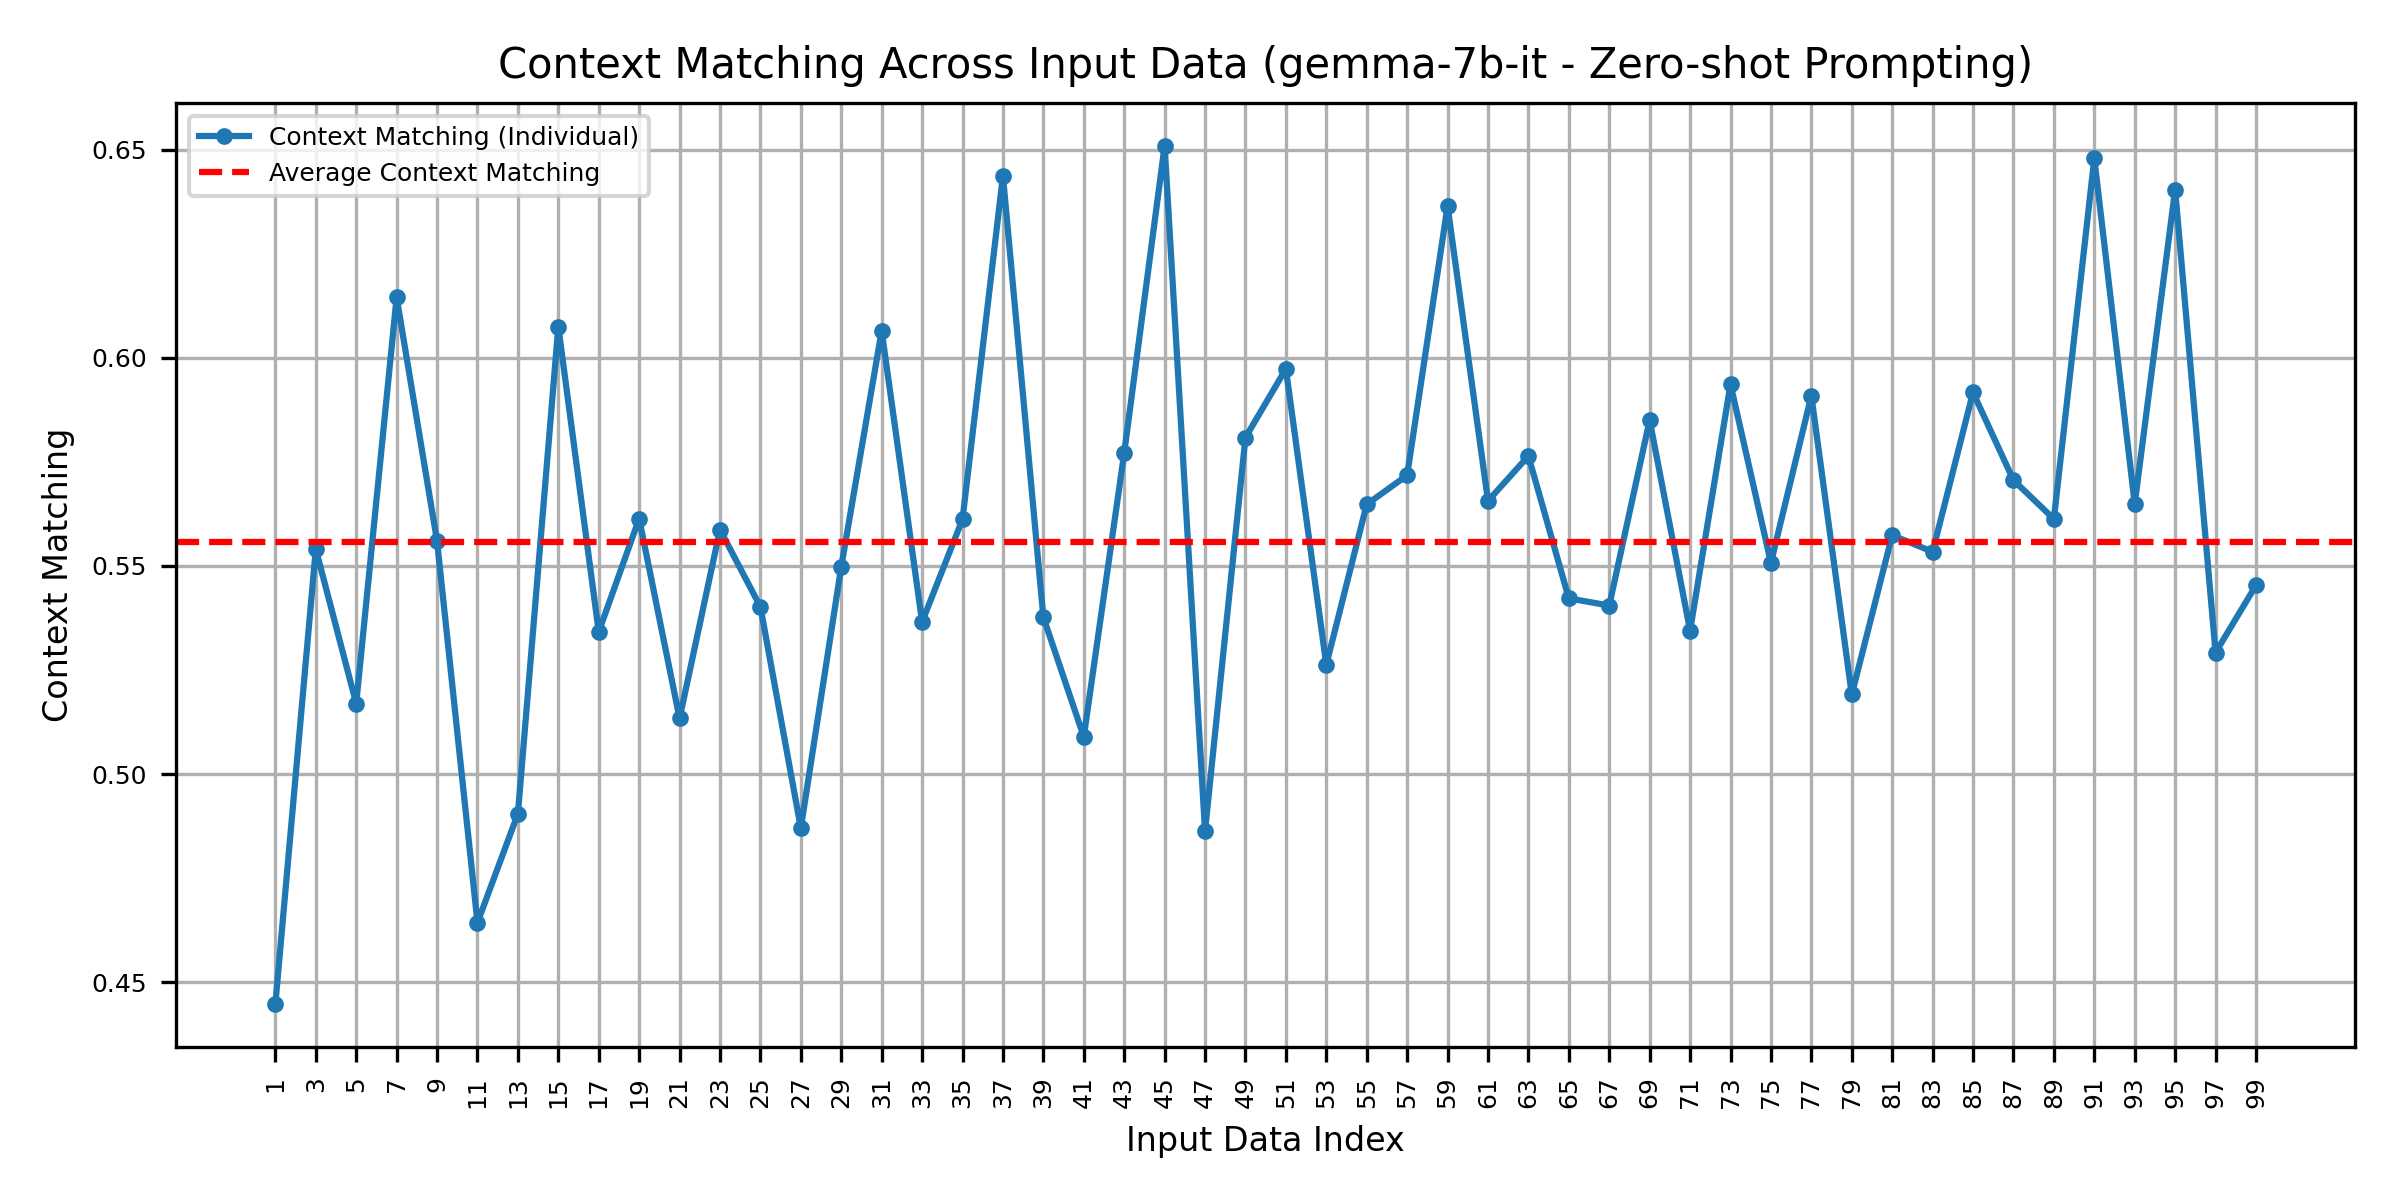 Context Matching Across Input Data (gemma-7b-it - Zero-shot Prompting)
Context Matching (Individual)
Average Context Matching
Context Matching
0.65
0.60
0.55
0.50
0.45
1 3 5 7 9 11 13 15 17 19 21 23 25 27 29 31 33 35 37 39 41 43 45 47 49 51 53 55 57 59 61 63 65 67 69 71 73 75 77 79 81 83 85 87 89 91 93 95 97 99
Input Data Index